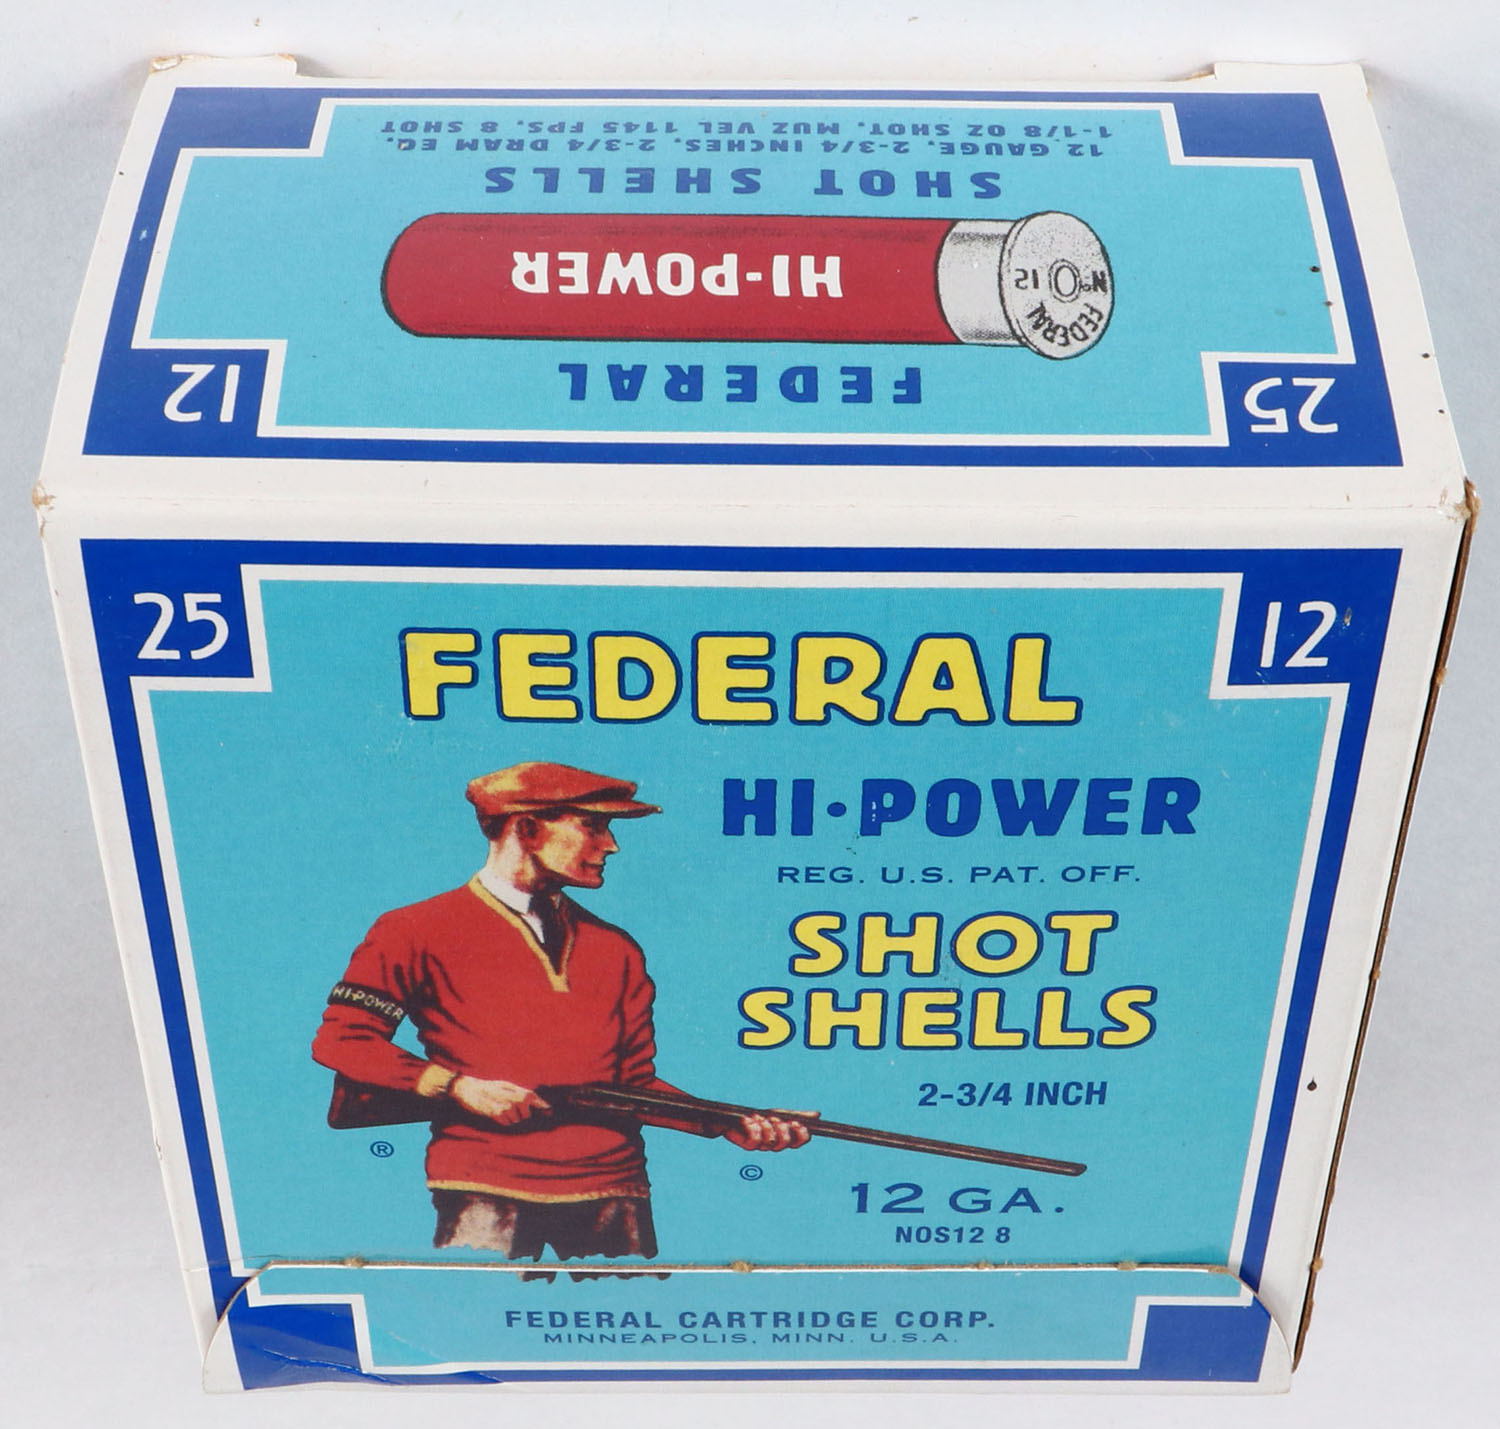 12 GAUGE, 2-3/4 INCHES, 2-3/4 DRAM EQ.
1-1/8 OZ SHOT, MUZ VEL 1145 FPS, 8 SHOT
SHOT SHELLS
HI-POWER
FEDERAL
No 12
FEDERAL
25
12
25
12
FEDERAL
HI·POWER
REG. U.S. PAT. OFF.
SHOT
SHELLS
2-3/4 INCH
HI-POWER
®
©
12 GA.
NOS12 8
FEDERAL CARTRIDGE CORP.
MINNEAPOLIS, MINN. U.S.A.